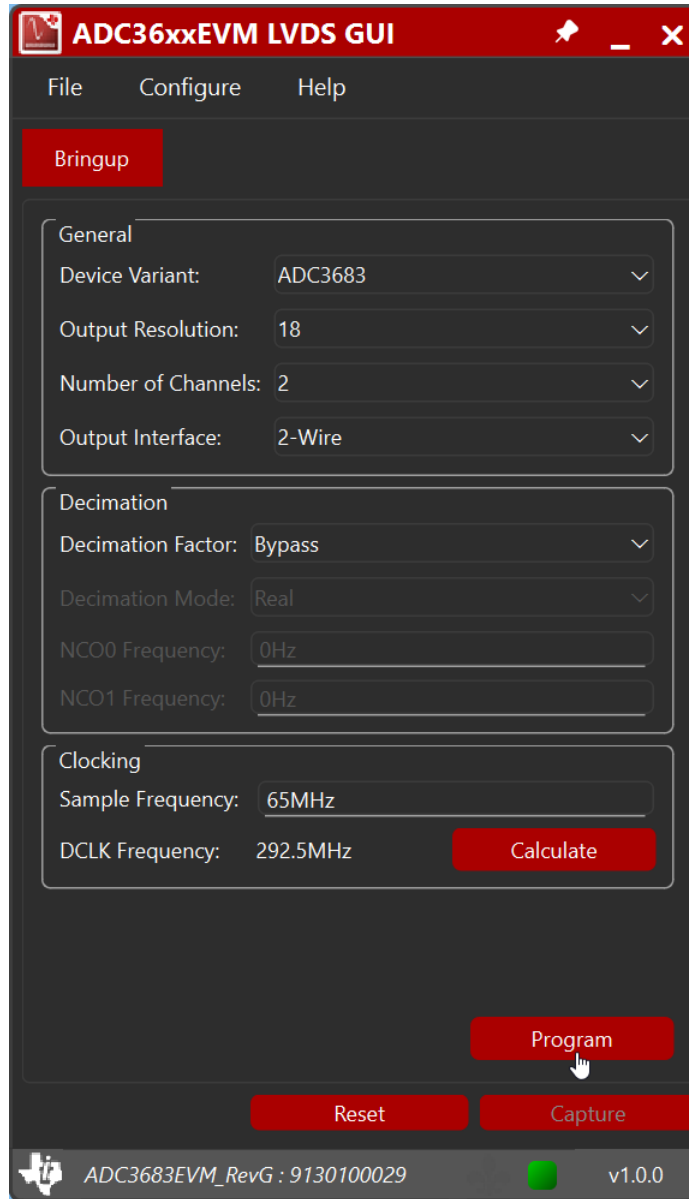 ADC36xxEVM LVDS GUI
File Configure Help
Bringup
General
Device Variant: ADC3683
Output Resolution: 18
Number of Channels: 2
Output Interface: 2-Wire
Decimation
Decimation Factor: Bypass
Decimation Mode: Real
NCO0 Frequency: 0Hz
NCO1 Frequency: 0Hz
Clocking
Sample Frequency: 65MHz
DCLK Frequency: 292.5MHz Calculate
Program
Reset Capture
ADC3683EVM_RevG : 9130100029 v1.0.0